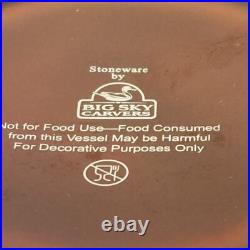 Stoneware
by
BIG SKY
CARVERS
Not for Food Use—Food Consumed
from this Vessel May be Harmful
For Decorative Purposes Only